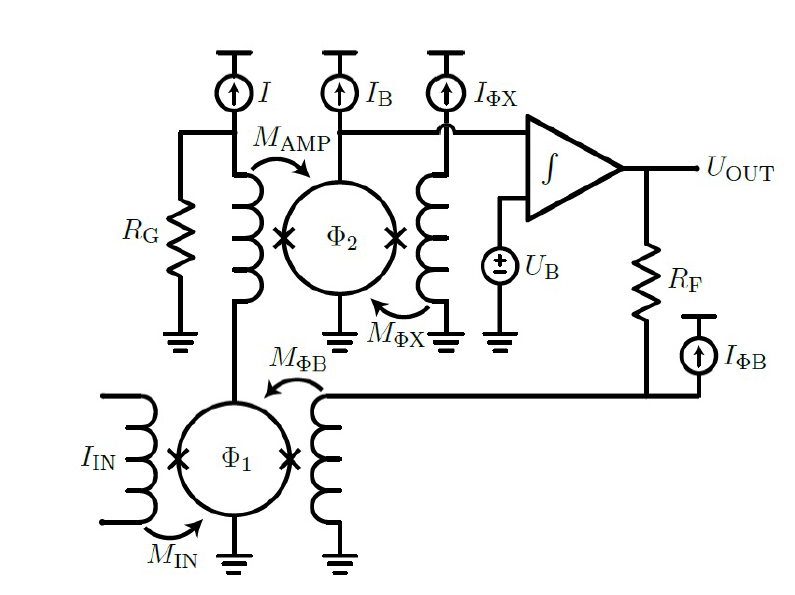 I
I_B
I_ΦX
M_AMP
∫
U_OUT
R_G
Φ_2
U_B
R_F
M_ΦX
M_ΦB
I_ΦB
I_IN
Φ_1
M_IN